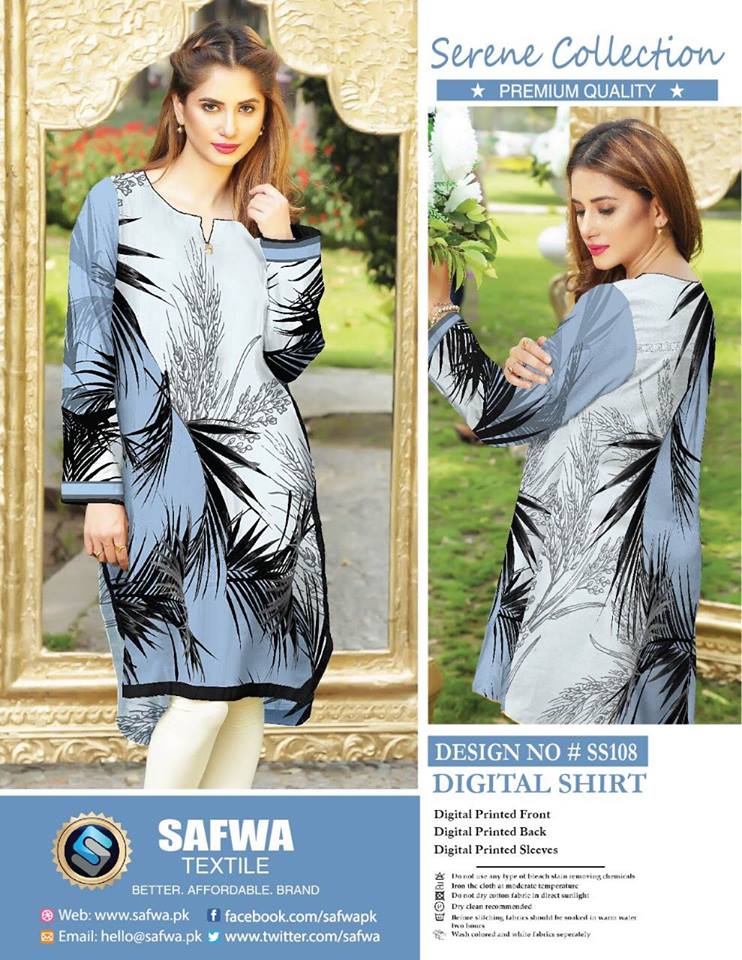 Serene Collection
★ PREMIUM QUALITY ★
DESIGN NO # SS108
DIGITAL SHIRT
Digital Printed Front
Digital Printed Back
Digital Printed Sleeves
Do not use any type of bleach stain removing chemicals
Iron the cloth at moderate temperature
Do not dry cotton fabric in direct sunlight
Dry clean recommended
Before stitching fabrics should be soaked in warm water
two hours
Wash colored and white fabrics seperately
S
SAFWA
TEXTILE
BETTER. AFFORDABLE. BRAND
Web: www.safwa.pk f facebook.com/safwapk
Email: hello@safwa.pk www.twitter.com/safwa